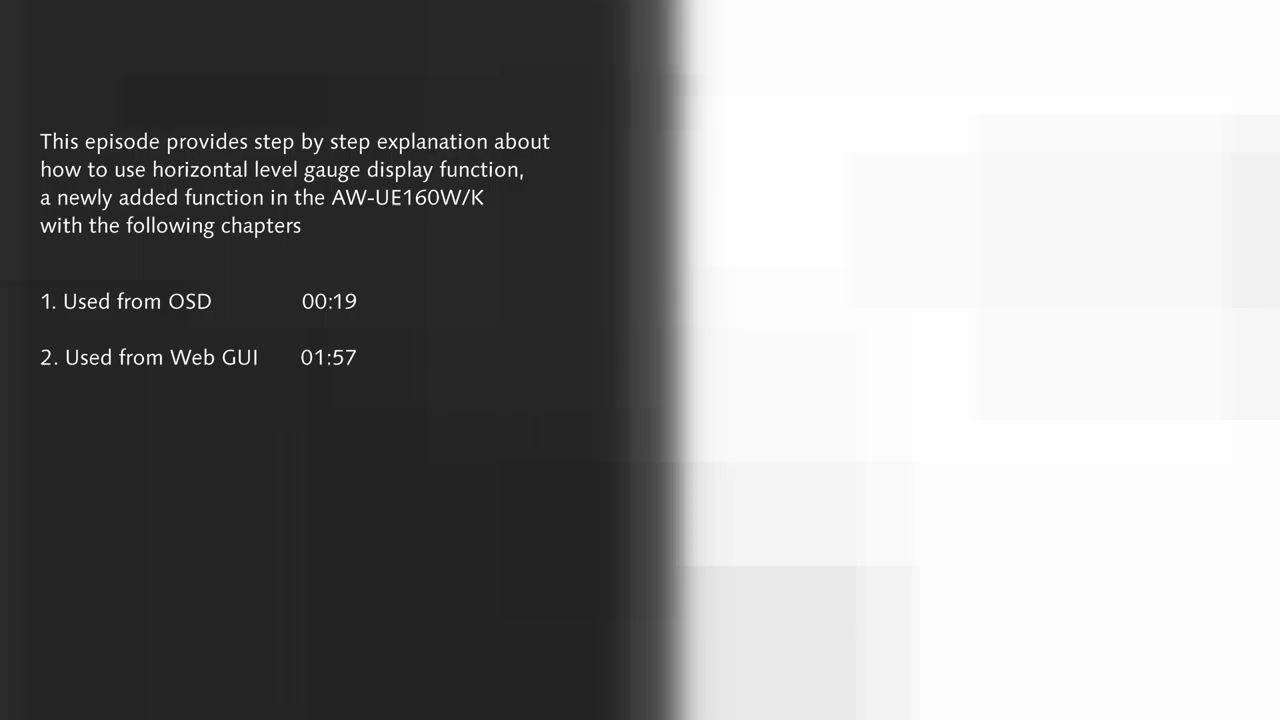 This episode provides step by step explanation about
how to use horizontal level gauge display function,
a newly added function in the AW-UE160W/K
with the following chapters
1. Used from OSD 00:19
2. Used from Web GUI 01:57